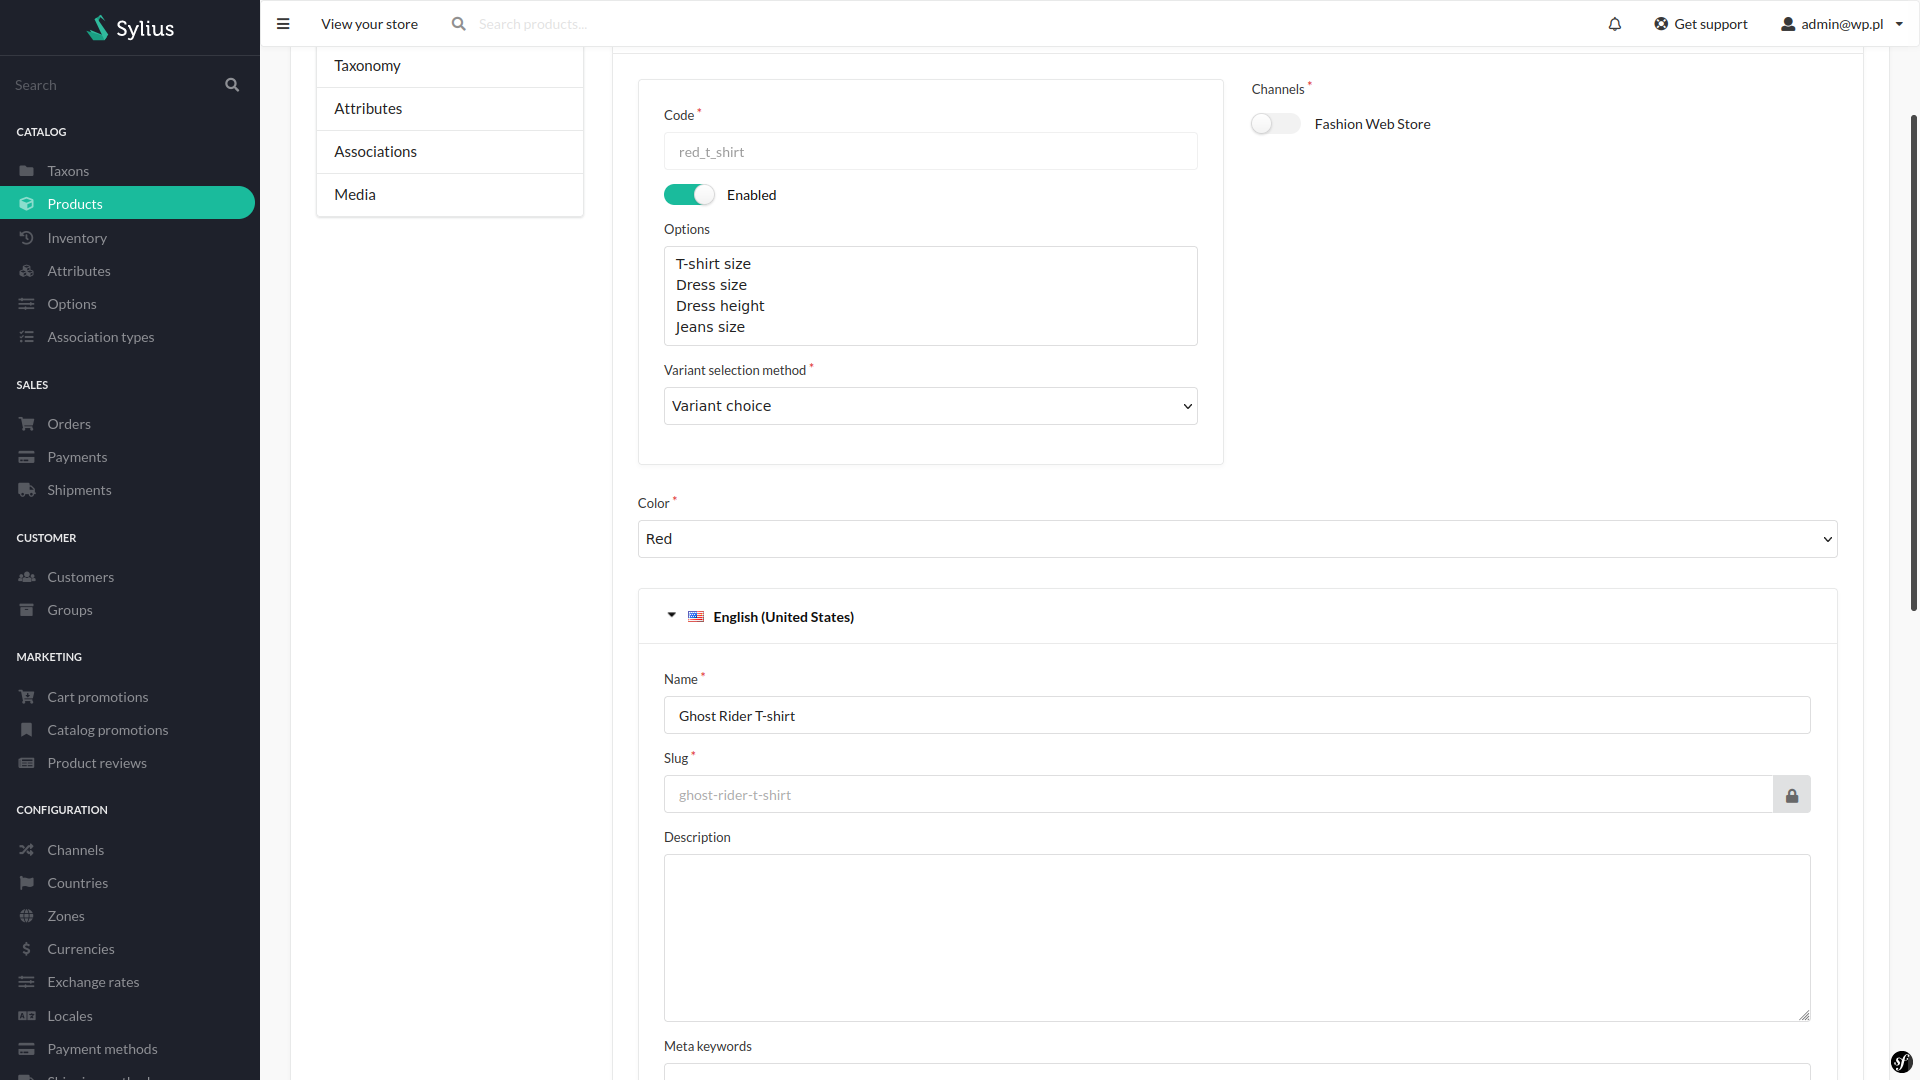 Sylius
View your store
Search products...
Get support
admin@wp.pl
Search
CATALOG
Taxons
Products
Inventory
Attributes
Options
Association types
SALES
Orders
Payments
Shipments
CUSTOMER
Customers
Groups
MARKETING
Cart promotions
Catalog promotions
Product reviews
CONFIGURATION
Channels
Countries
Zones
Currencies
Exchange rates
Locales
Payment methods
Taxonomy
Attributes
Associations
Media
Code *
red_t_shirt
Enabled
Options
T-shirt size
Dress size
Dress height
Jeans size
Variant selection method *
Variant choice
Channels *
Fashion Web Store
Color *
Red
English (United States)
Name *
Ghost Rider T-shirt
Slug *
ghost-rider-t-shirt
Description
Meta keywords